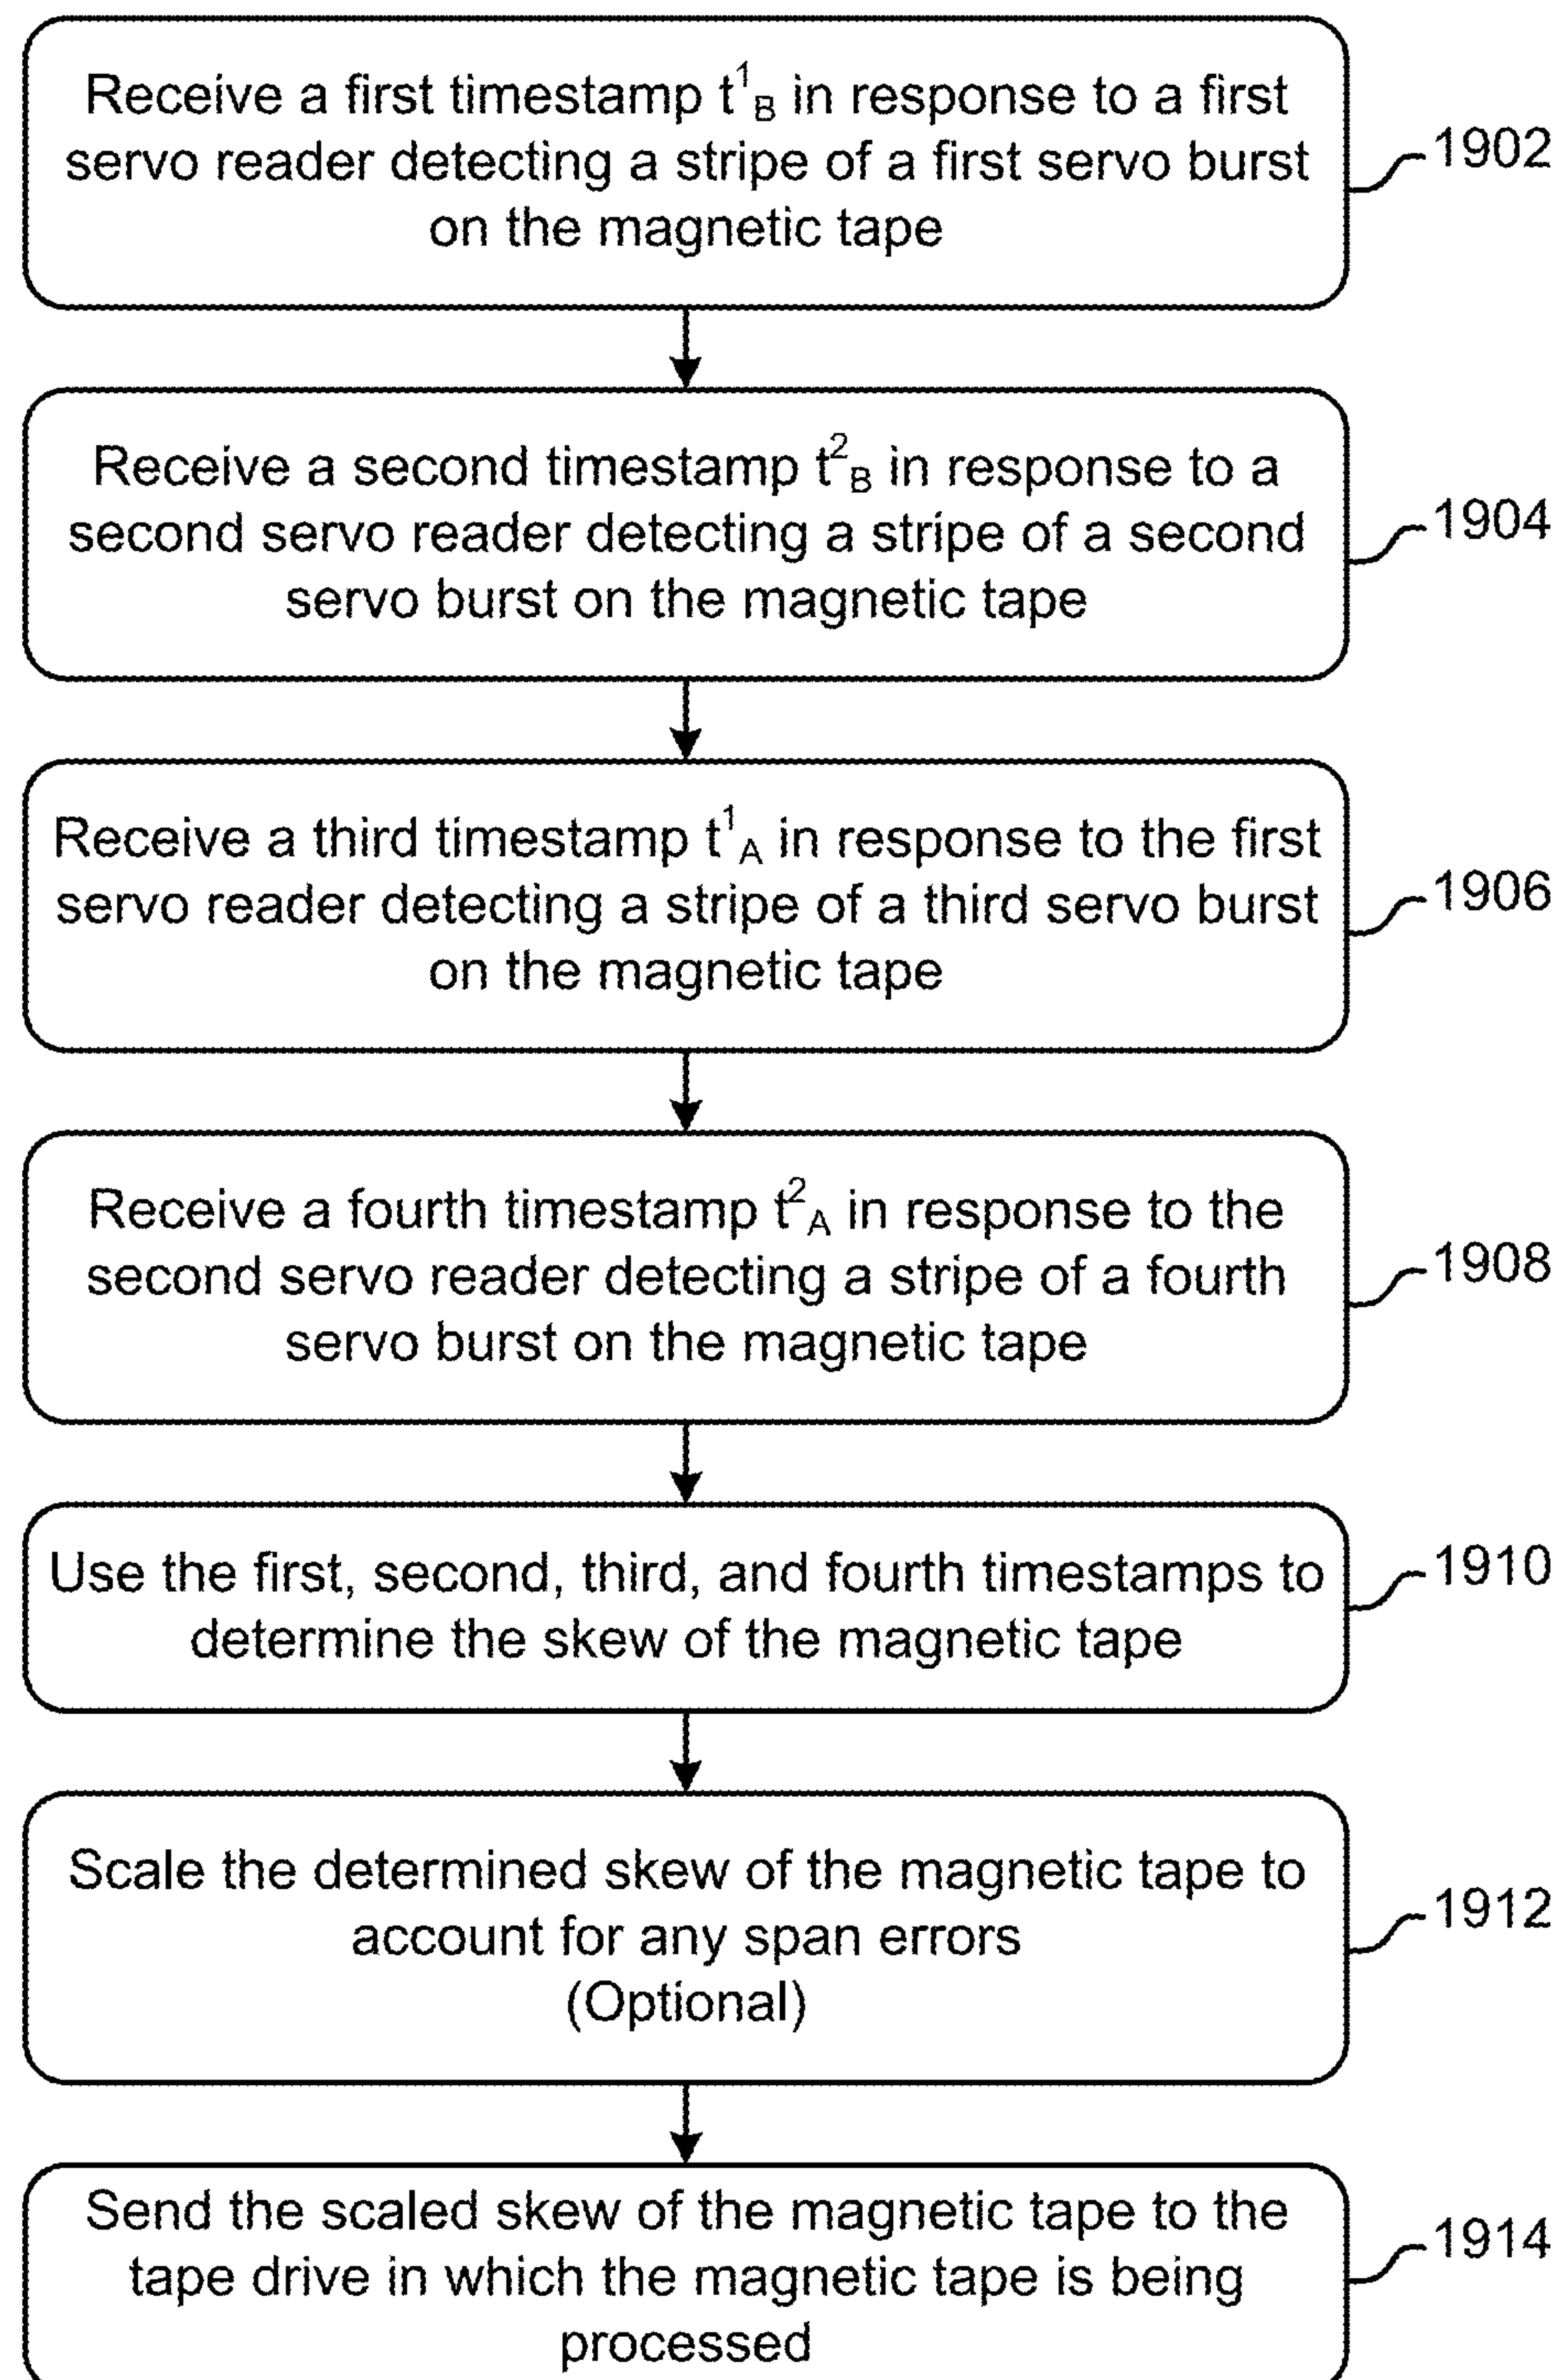 Receive a first timestamp t¹B in response to a first
servo reader detecting a stripe of a first servo burst
on the magnetic tape
1902
Receive a second timestamp t²B in response to a
second servo reader detecting a stripe of a second
servo burst on the magnetic tape
1904
Receive a third timestamp t¹A in response to the first
servo reader detecting a stripe of a third servo burst
on the magnetic tape
1906
Receive a fourth timestamp t²A in response to the
second servo reader detecting a stripe of a fourth
servo burst on the magnetic tape
1908
Use the first, second, third, and fourth timestamps to
determine the skew of the magnetic tape
1910
Scale the determined skew of the magnetic tape to
account for any span errors
(Optional)
1912
Send the scaled skew of the magnetic tape to the
tape drive in which the magnetic tape is being
processed
1914